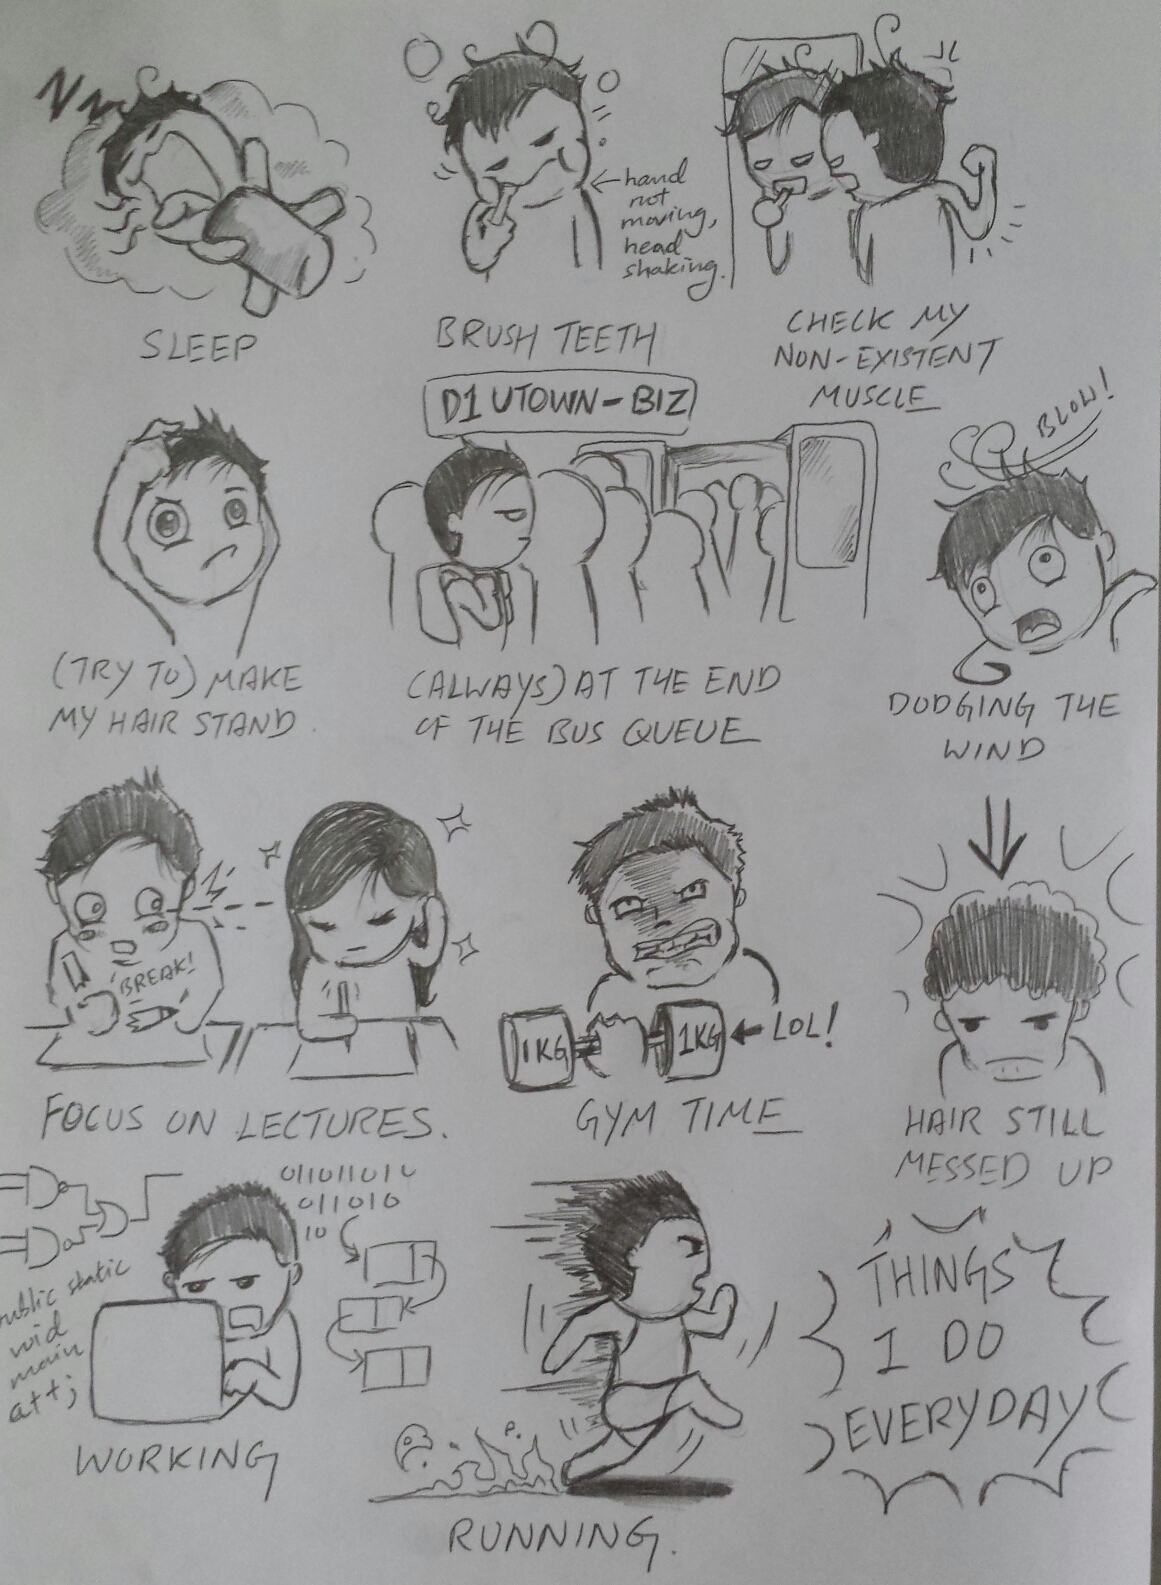 ZZz
SLEEP
hand
not
moving,
head
shaking.
BRUSH TEETH
CHECK MY
NON-EXISTENT
MUSCLE
(TRY TO) MAKE
MY HAIR STAND.
D1 UTOWN-BIZ
(ALWAYS) AT THE END
OF THE BUS QUEUE
BLOW!
DODGING THE
WIND
BREAK!
FOCUS ON LECTURES.
1KG
1KG
LOL!
GYM TIME
HAIR STILL
MESSED UP
011011010
011010
10
public static
void
main
a++;
WORKING
RUNNING.
THINGS
I DO
EVERYDAY